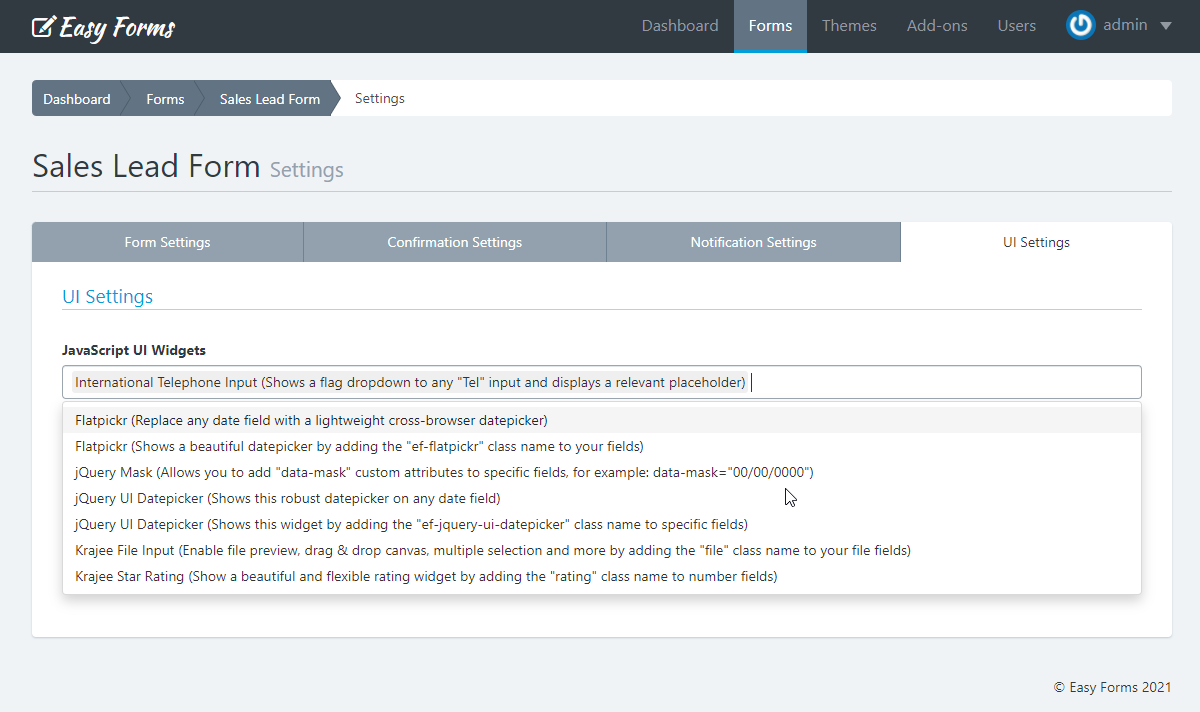 Easy Forms
Dashboard Forms Themes Add-ons Users admin
Dashboard Forms Sales Lead Form Settings
Sales Lead Form Settings
Form Settings Confirmation Settings Notification Settings UI Settings
UI Settings
JavaScript UI Widgets
International Telephone Input (Shows a flag dropdown to any "Tel" input and displays a relevant placeholder)
Flatpickr (Replace any date field with a lightweight cross-browser datepicker)
Flatpickr (Shows a beautiful datepicker by adding the "ef-flatpickr" class name to your fields)
jQuery Mask (Allows you to add "data-mask" custom attributes to specific fields, for example: data-mask="00/00/0000")
jQuery UI Datepicker (Shows this robust datepicker on any date field)
jQuery UI Datepicker (Shows this widget by adding the "ef-jquery-ui-datepicker" class name to specific fields)
Krajee File Input (Enable file preview, drag & drop canvas, multiple selection and more by adding the "file" class name to your file fields)
Krajee Star Rating (Show a beautiful and flexible rating widget by adding the "rating" class name to number fields)
© Easy Forms 2021